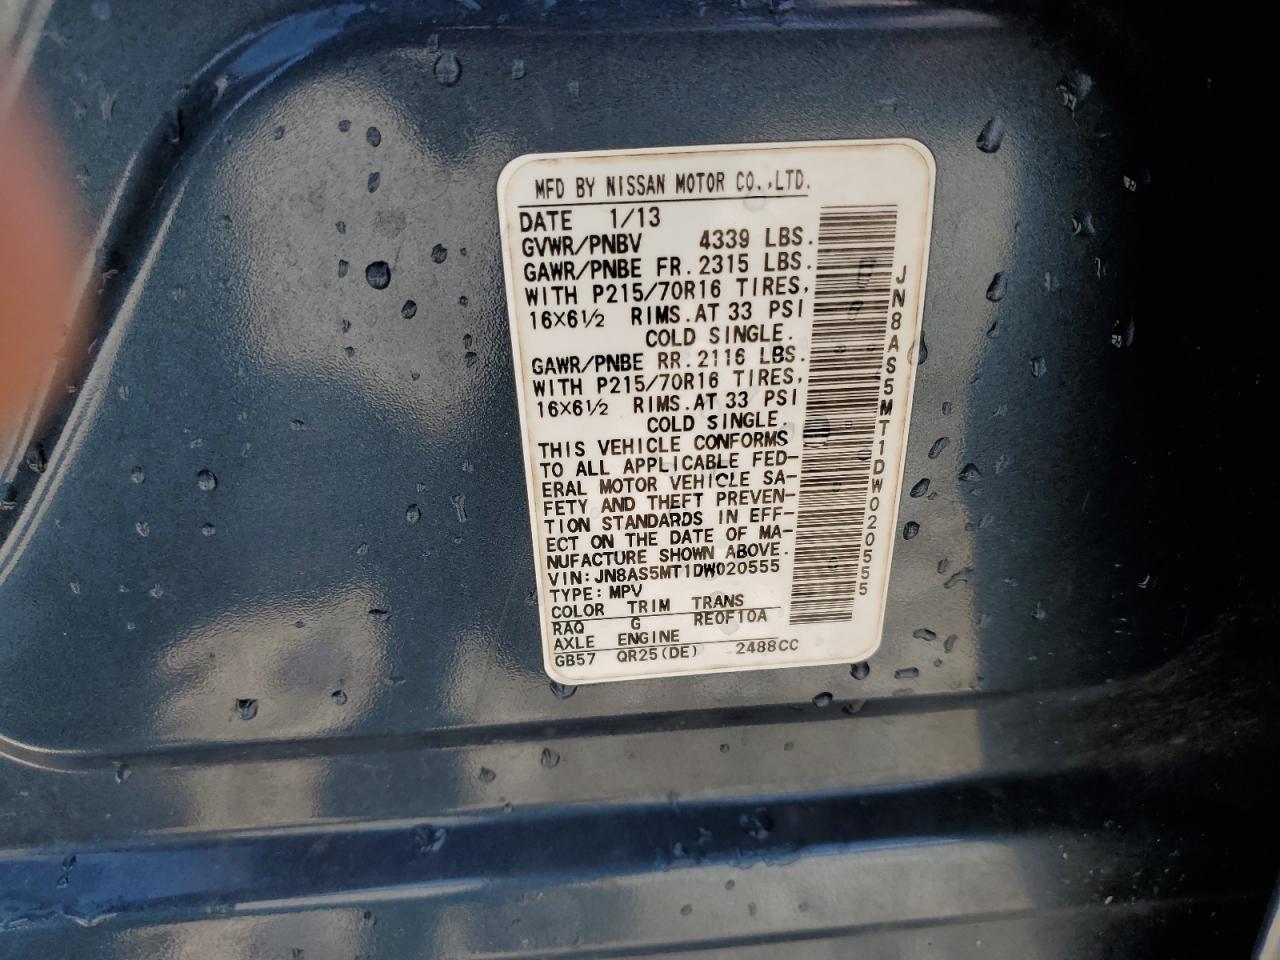 MFD BY NISSAN MOTOR CO.,LTD.
DATE 1/13
GVWR/PNBV 4339 LBS.
GAWR/PNBE FR. 2315 LBS.
WITH P215/70R16 TIRES,
16X6½ RIMS.AT 33 PSI
COLD SINGLE.
GAWR/PNBE RR. 2116 LBS.
WITH P215/70R16 TIRES,
16X6½ RIMS.AT 33 PSI
COLD SINGLE.
THIS VEHICLE CONFORMS
TO ALL APPLICABLE FED-
ERAL MOTOR VEHICLE SA-
FETY AND THEFT PREVEN-
TION STANDARDS IN EFF-
ECT ON THE DATE OF MA-
NUFACTURE SHOWN ABOVE.
VIN:JN8AS5MT1DW020555
TYPE:MPV
COLOR TRIM TRANS
RAQ G RE0F10A
AXLE ENGINE
GB57 QR25(DE) 2488CC
JN8AS5MT1DW020555